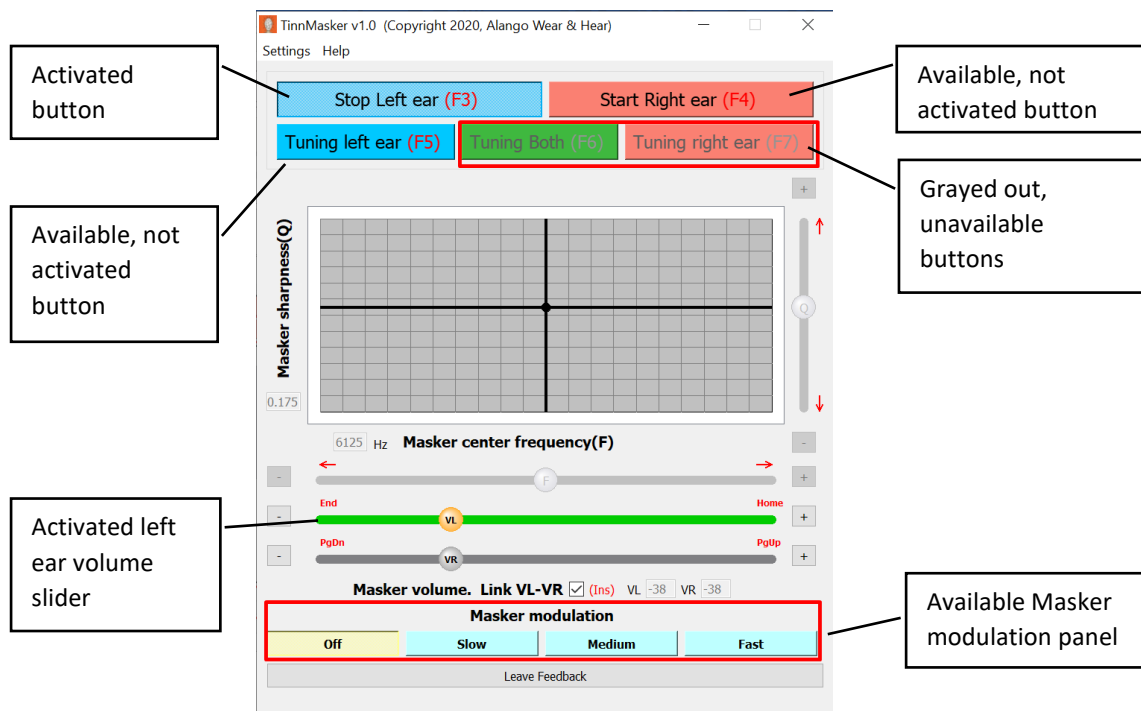 TinnMasker v1.0 (Copyright 2020, Alango Wear & Hear)
Settings Help
Activated
button
Stop Left ear (F3)
Start Right ear (F4)
Available, not
activated button
Tuning left ear (F5)
Tuning Both (F6)
Tuning right ear (F7)
Grayed out,
unavailable
buttons
Available, not
activated
button
+
Masker sharpness(Q)
Q
0.175
6125 Hz Masker center frequency(F)
-
- F +
End Home
- VL +
PgDn PgUp
- VR +
Activated left
ear volume
slider
Masker volume. Link VL-VR (Ins) VL -38 VR -38
Masker modulation
Off Slow Medium Fast
Available Masker
modulation panel
Leave Feedback